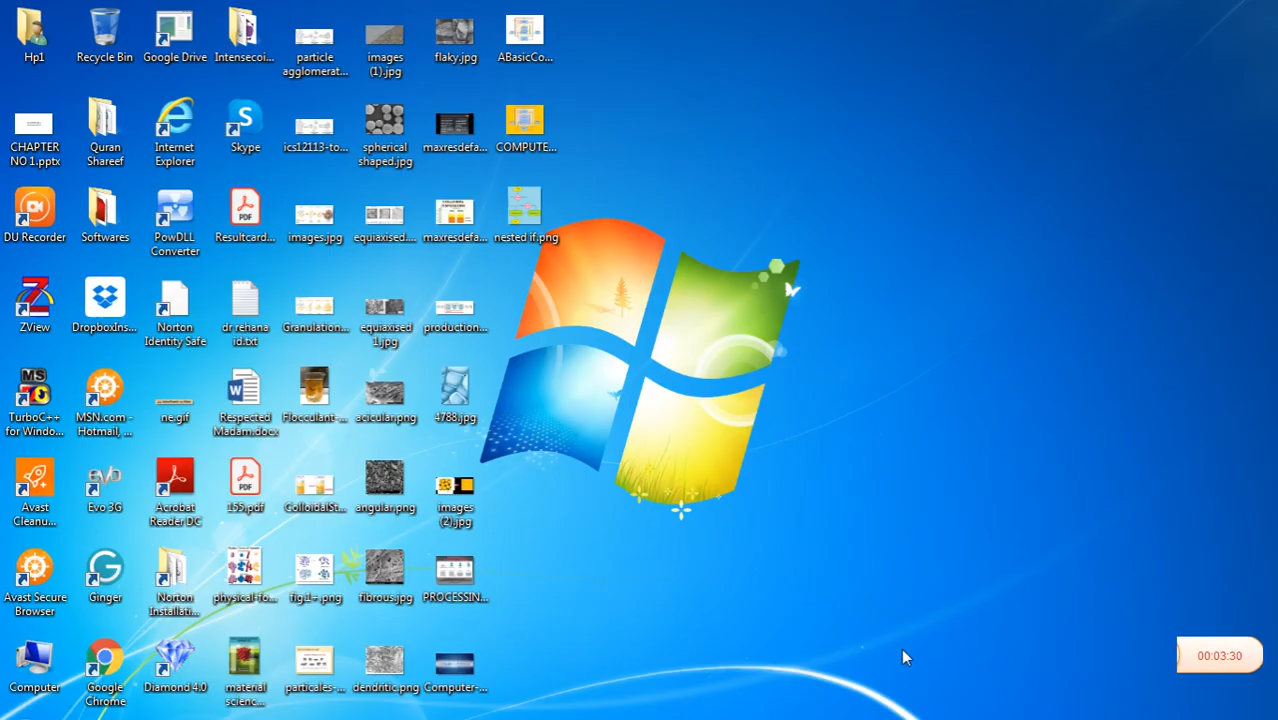 Hp1
Recycle Bin
Google Drive
Intensecoi...
particle
agglomerat...
images
(1).jpg
flaky.jpg
ABasicCo...
CHAPTER
NO 1.pptx
Quran
Shareef
Internet
Explorer
Skype
ics12113-to...
spherical
shaped.jpg
maxresdefa...
COMPUTE...
DU Recorder
Softwares
PowDLL
Converter
PDF
Resultcard...
images.jpg
equiaxised....
maxresdefa...
nested if.png
ZView
DropboxIns...
Norton
Identity Safe
dr rehana
id.txt
Granulation...
equiaxised
1.jpg
production...
MS
TurboC++
for Windo...
MSN.com -
Hotmail, ...
ne.gif
Respected
Madam.docx
Flocculant-...
acicular.png
4788.jpg
Avast
Cleanu...
Evo 3G
Acrobat
Reader DC
PDF
155.pdf
ColloidalSt...
angular.png
images
(2).jpg
Avast Secure
Browser
Ginger
Norton
Installati...
physical-fo...
figi1+.png
fibrous.jpg
PROCESSIN...
Computer
Google
Chrome
Diamond 4.0
material
scienc...
particales-...
dendritic.png
Computer-...
00:03:30